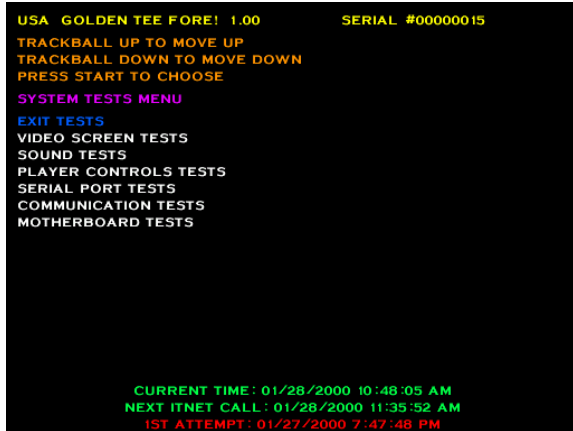 USA GOLDEN TEE FORE! 1.00 SERIAL #00000015
TRACKBALL UP TO MOVE UP
TRACKBALL DOWN TO MOVE DOWN
PRESS START TO CHOOSE
SYSTEM TESTS MENU
EXIT TESTS
VIDEO SCREEN TESTS
SOUND TESTS
PLAYER CONTROLS TESTS
SERIAL PORT TESTS
COMMUNICATION TESTS
MOTHERBOARD TESTS
CURRENT TIME: 01/28/2000 10:48:05 AM
NEXT ITNET CALL: 01/28/2000 11:35:52 AM
1ST ATTEMPT: 01/27/2000 7:47:48 PM